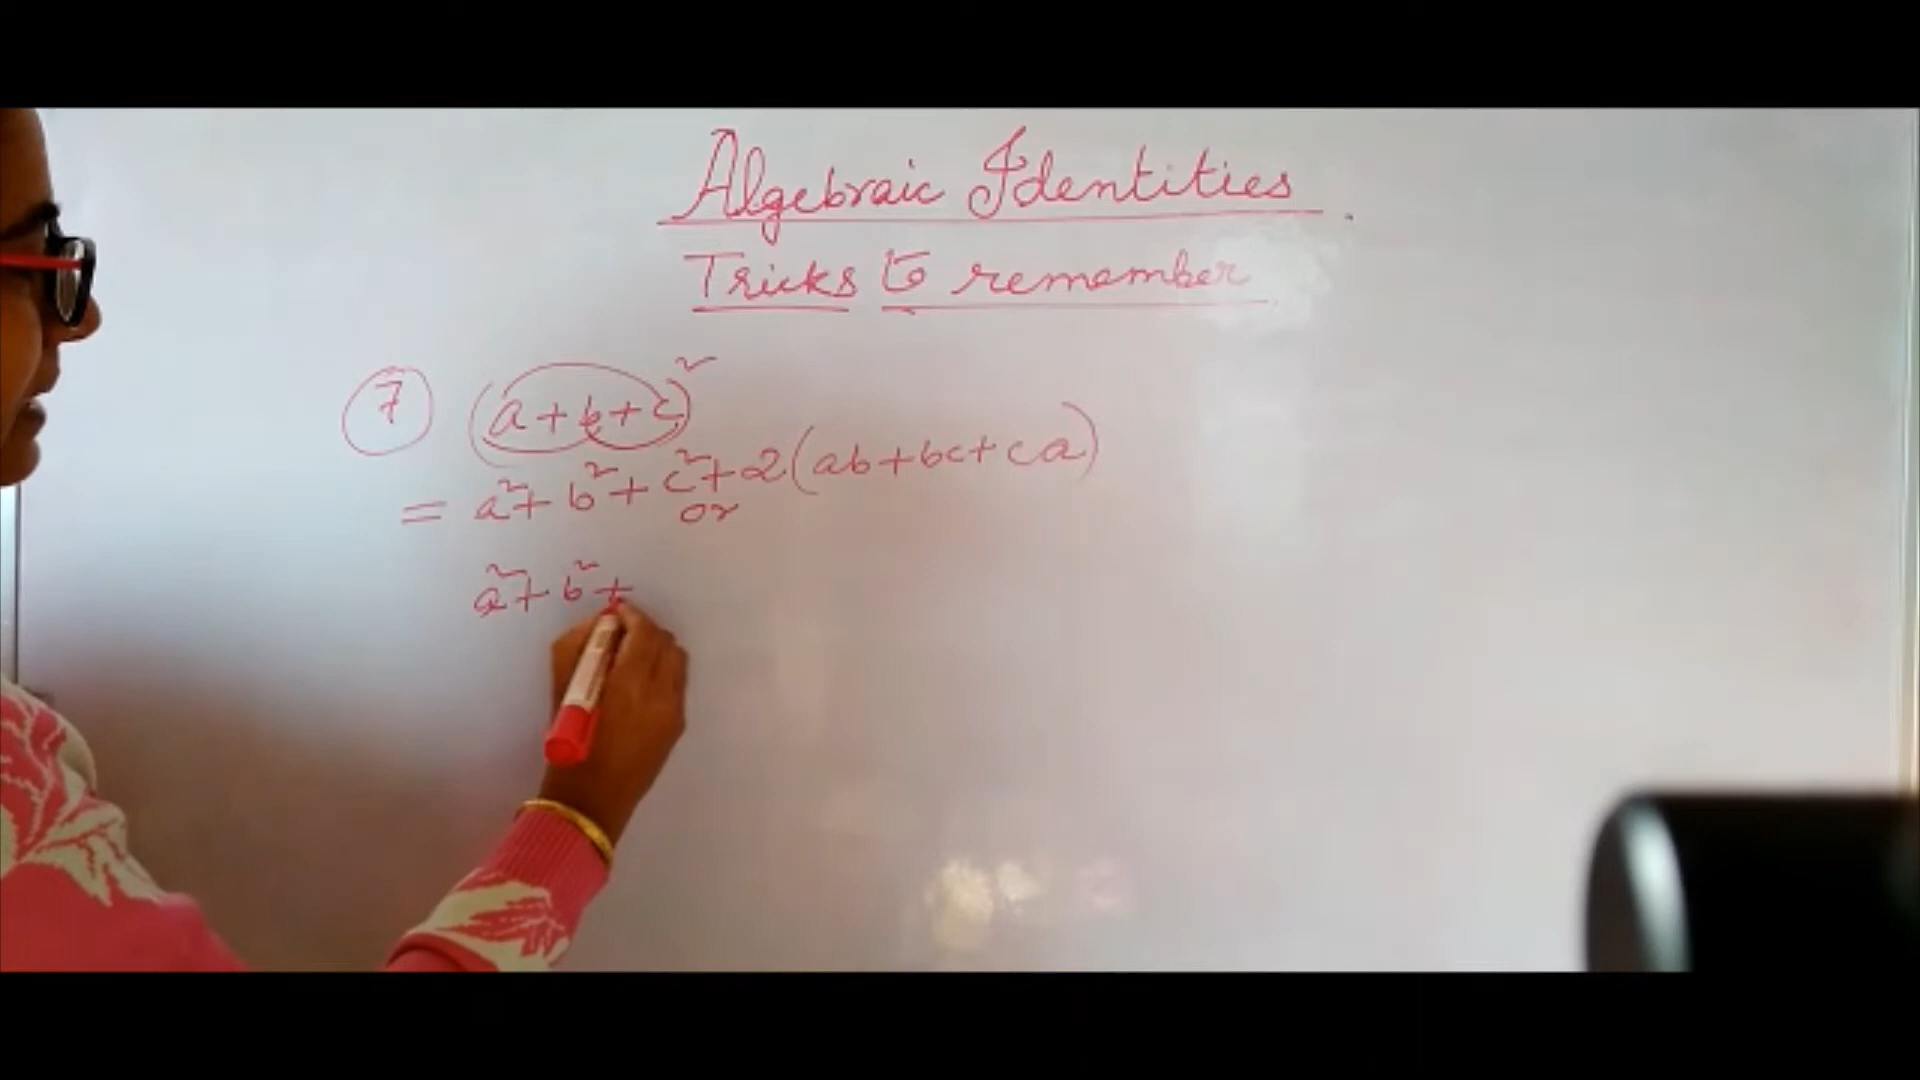 Algebraic Identities
Tricks to remember
7 (a+b+c)²
= a²+b²+c²+2(ab+bc+ca)
or
a²+b²+